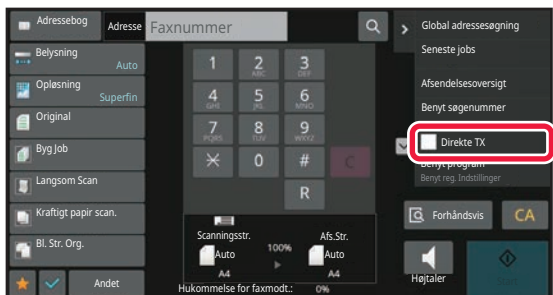 Adressebog
Adresse
Faxnummer
Global adressesøgning
Seneste jobs
Belysning
Auto
Opløsning
Superfin
Original
Byg Job
Langsom Scan
Kraftigt papir scan.
Bl. Str. Org.
Andet
1
2
ABC
3
DEF
4
GHI
5
JKL
6
MNO
7
PQRS
8
TUV
9
WXYZ
0
#
C
R
Scanningsstr.
Auto
A4
100%
Afs.Str.
Auto
A4
Hukommelse for faxmodt.: 0%
Afsendelsesoversigt
Benyt søgenummer
Direkte TX
Benyt program
Benyt reg. Indstillinger
Forhåndsvis
CA
Højtaler
Start